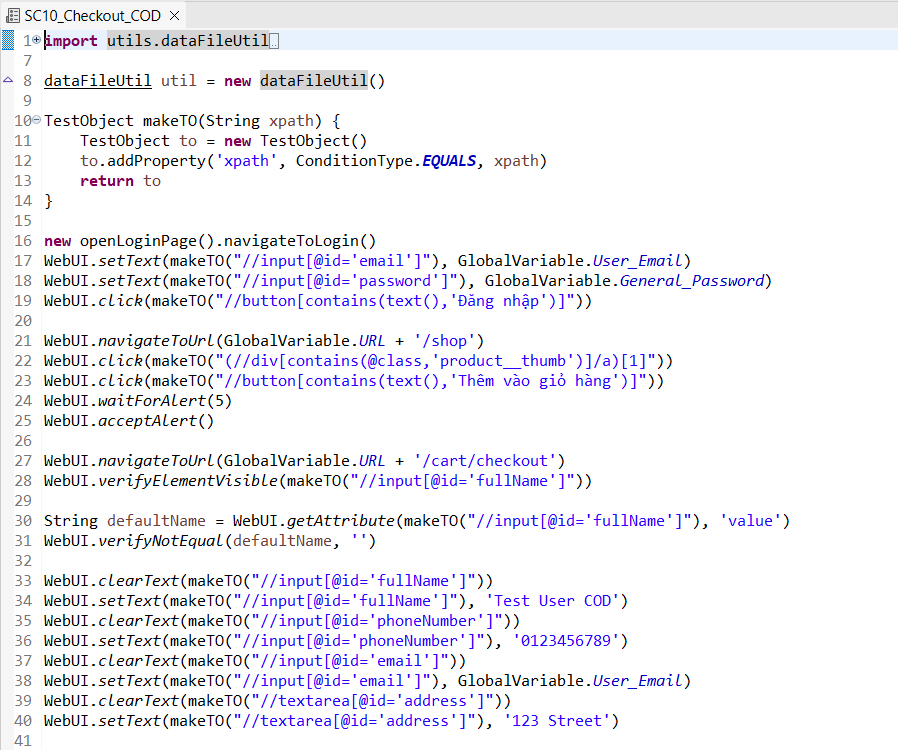 SC10_Checkout_COD
1 import utils.dataFileUtil
7
8 dataFileUtil util = new dataFileUtil()
9
10 TestObject makeTO(String xpath) {
11     TestObject to = new TestObject()
12     to.addProperty('xpath', ConditionType.EQUALS, xpath)
13     return to
14 }
15
16 new openLoginPage().navigateToLogin()
17 WebUI.setText(makeTO("//input[@id='email']"), GlobalVariable.User_Email)
18 WebUI.setText(makeTO("//input[@id='password']"), GlobalVariable.General_Password)
19 WebUI.click(makeTO("//button[contains(text(),'Đăng nhập')]"))
20
21 WebUI.navigateToUrl(GlobalVariable.URL + '/shop')
22 WebUI.click(makeTO("(//div[contains(@class,'product__thumb')]/a)[1]"))
23 WebUI.click(makeTO("//button[contains(text(),'Thêm vào giỏ hàng')]"))
24 WebUI.waitForAlert(5)
25 WebUI.acceptAlert()
26
27 WebUI.navigateToUrl(GlobalVariable.URL + '/cart/checkout')
28 WebUI.verifyElementVisible(makeTO("//input[@id='fullName']"))
29
30 String defaultName = WebUI.getAttribute(makeTO("//input[@id='fullName']"), 'value')
31 WebUI.verifyNotEqual(defaultName, '')
32
33 WebUI.clearText(makeTO("//input[@id='fullName']"))
34 WebUI.setText(makeTO("//input[@id='fullName']"), 'Test User COD')
35 WebUI.clearText(makeTO("//input[@id='phoneNumber']"))
36 WebUI.setText(makeTO("//input[@id='phoneNumber']"), '0123456789')
37 WebUI.clearText(makeTO("//input[@id='email']"))
38 WebUI.setText(makeTO("//input[@id='email']"), GlobalVariable.User_Email)
39 WebUI.clearText(makeTO("//textarea[@id='address']"))
40 WebUI.setText(makeTO("//textarea[@id='address']"), '123 Street')
41